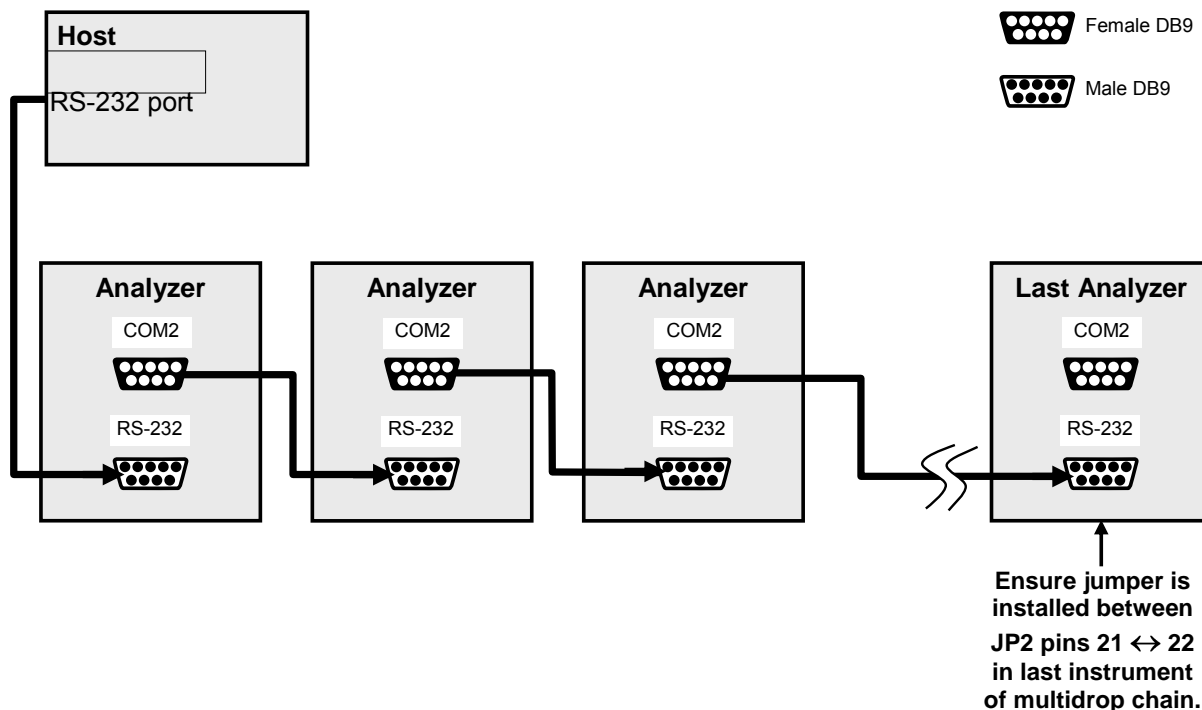 Host
RS-232 port
Female DB9
Male DB9
Analyzer
COM2
RS-232
Analyzer
COM2
RS-232
Analyzer
COM2
RS-232
Last Analyzer
COM2
RS-232
Ensure jumper is
installed between
JP2 pins 21 ↔ 22
in last instrument
of multidrop chain.